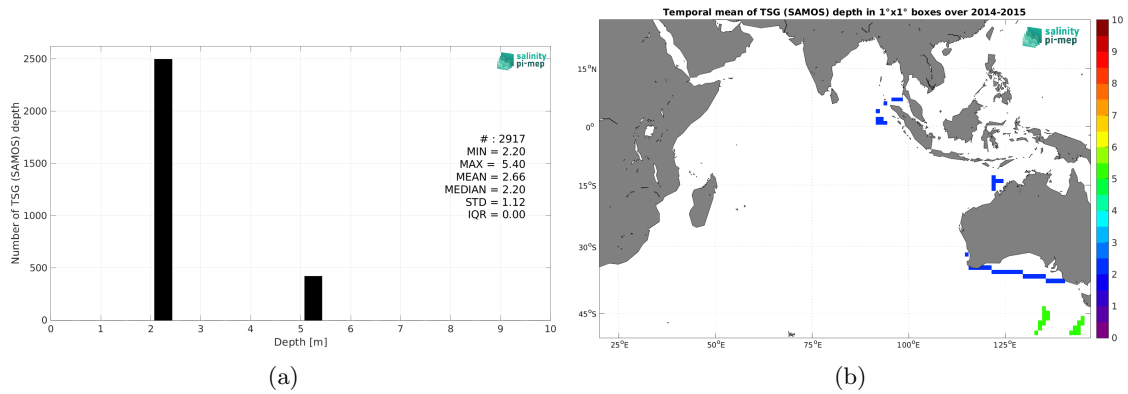 2500
2000
1500
1000
500
0
Number of TSG (SAMOS) depth
salinity
pi-mep
# : 2917
MIN = 2.20
MAX = 5.40
MEAN = 2.66
MEDIAN = 2.20
STD = 1.12
IQR = 0.00
0 1 2 3 4 5 6 7 8 9 10
Depth [m]
(a)
Temporal mean of TSG (SAMOS) depth in 1°x1° boxes over 2014-2015
salinity
pi-mep
15°N
0°
15°S
30°S
45°S
25°E 50°E 75°E 100°E 125°E
10
9
8
7
6
5
4
3
2
1
0
(b)